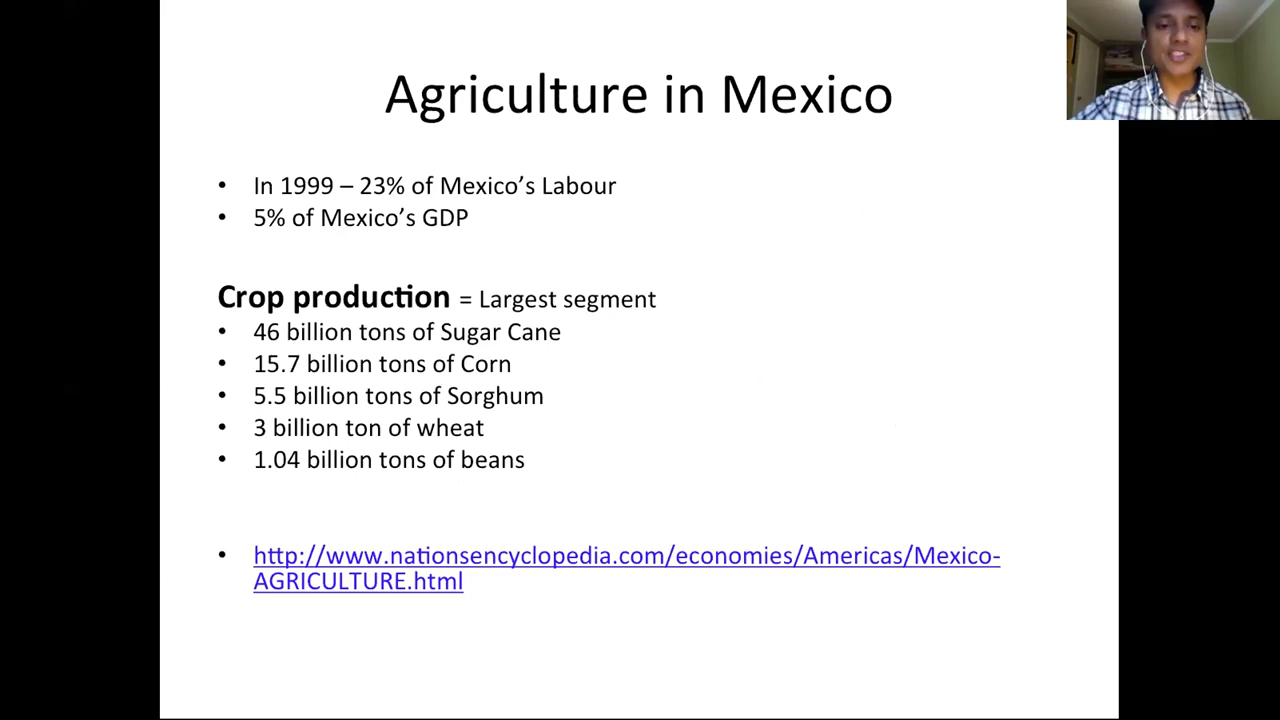 Agriculture in Mexico
• In 1999 – 23% of Mexico's Labour
• 5% of Mexico's GDP
Crop production = Largest segment
• 46 billion tons of Sugar Cane
• 15.7 billion tons of Corn
• 5.5 billion tons of Sorghum
• 3 billion ton of wheat
• 1.04 billion tons of beans
• http://www.nationsencyclopedia.com/economies/Americas/Mexico-
AGRICULTURE.html